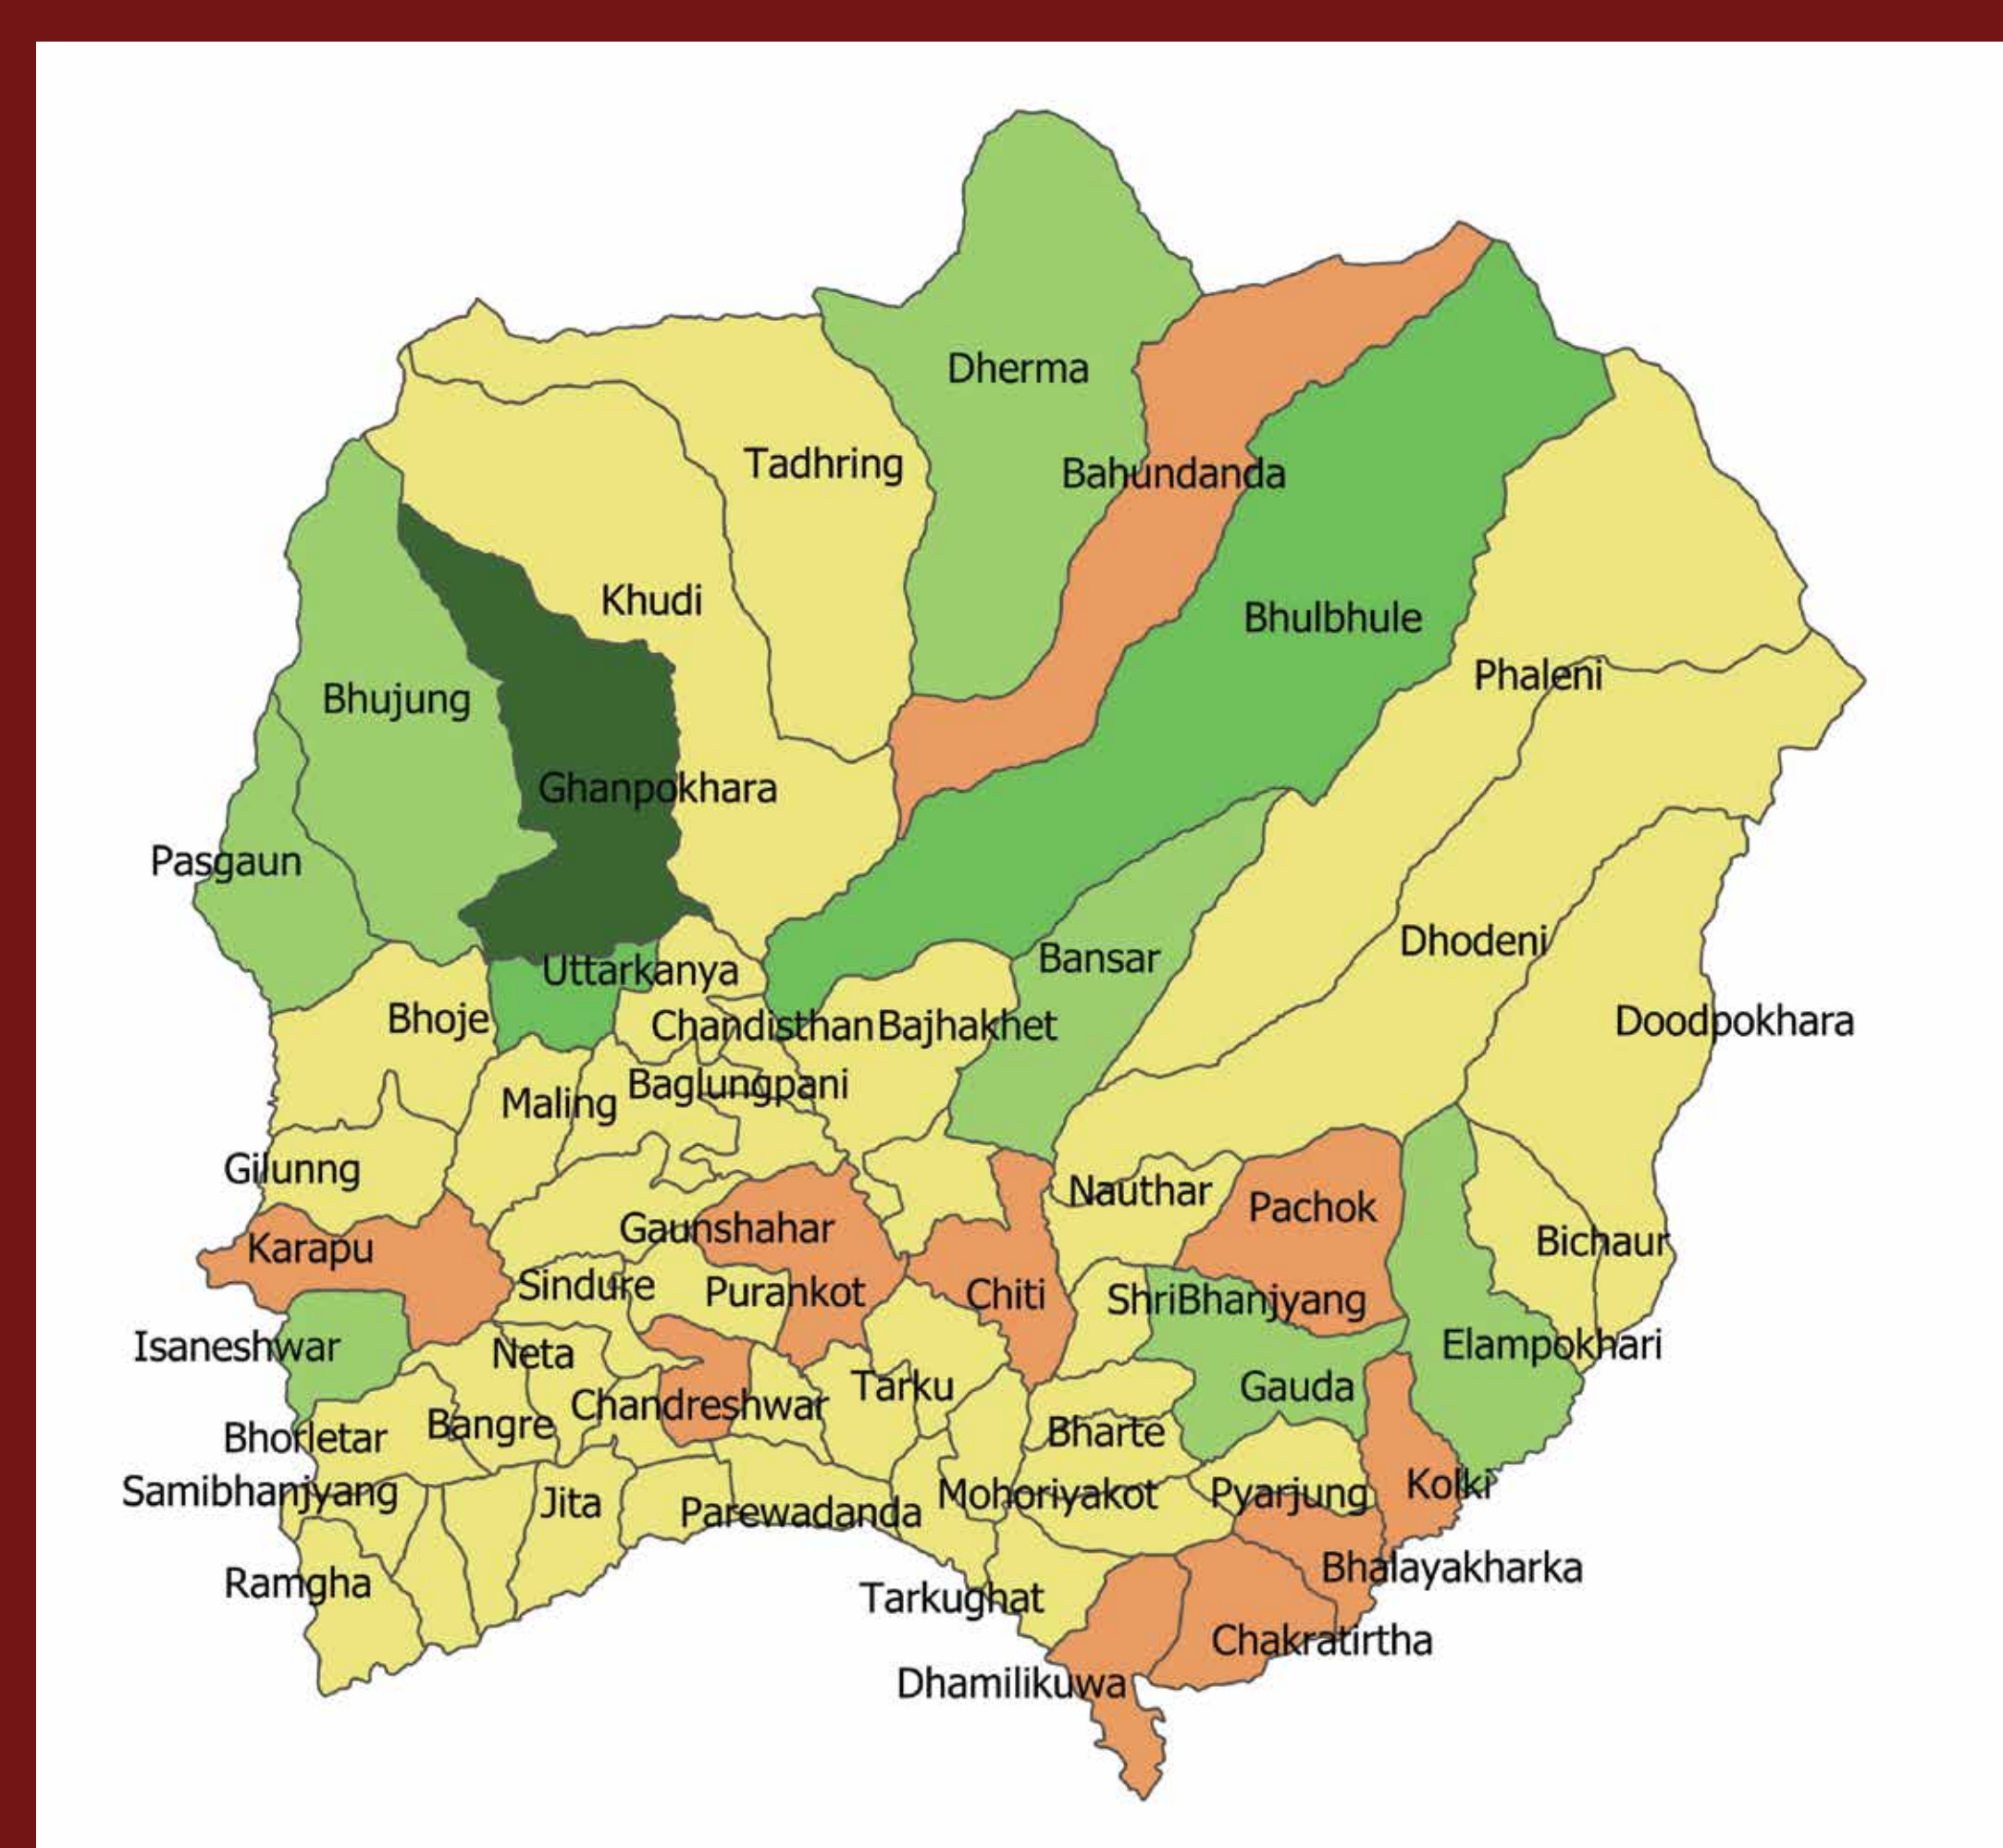 Dherma
Tadhring
Bahundanda
Khudi
Bhulbhule
Phaleni
Bhujung
Ghanpokhara
Pasgaun
Dhodeni
Bansar
Uttarkanya
Bhoje
Chandisthan
Bajhakhet
Doodpokhara
Baglungpani
Maling
Gilunng
Nauthar
Pachok
Gaunshahar
Bichaur
Karapu
Sindure
Purankot
Chiti
ShriBhanjyang
Isaneshwar
Neta
Elampokhari
Tarku
Gauda
Chandreshwar
Bangre
Bharte
Bhorletar
Samibhanjyang
Jita
Parewadanda
Mohoriyakot
Pyarjung
Kolki
Bhalayakharka
Ramgha
Tarkughat
Chakratirtha
Dhamilikuwa